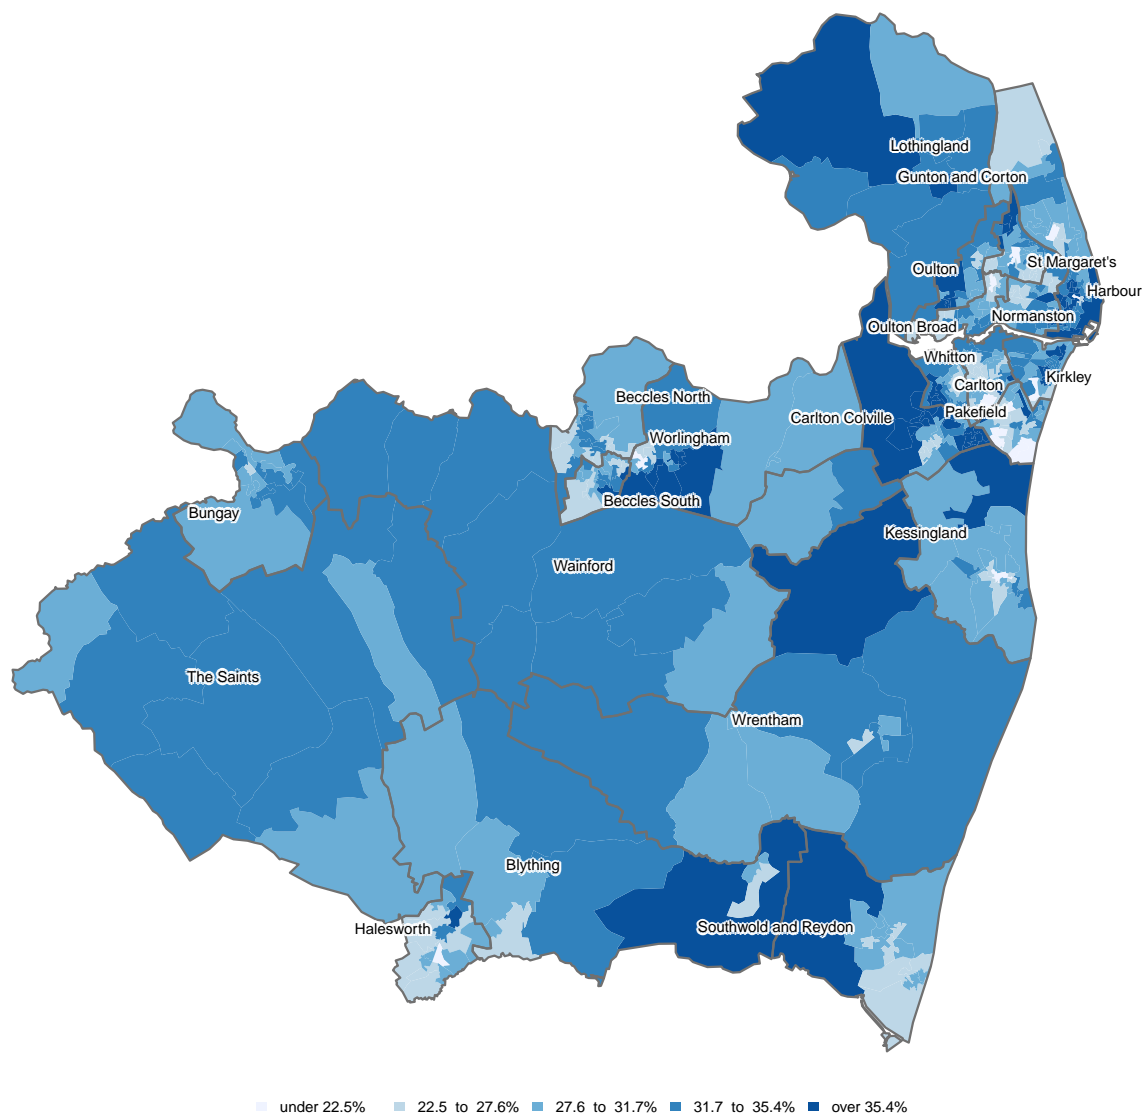 Lothingland
Gunton and Corton
St Margaret's
Oulton
Harbour
Normanston
Oulton Broad
Whitton
Kirkley
Carlton
Beccles North
Pakefield
Carlton Colville
Worlingham
Beccles South
Bungay
Kessingland
Wainford
The Saints
Wrentham
Blything
Halesworth
Southwold and Reydon
under 22.5% 22.5 to 27.6% 27.6 to 31.7% 31.7 to 35.4% over 35.4%